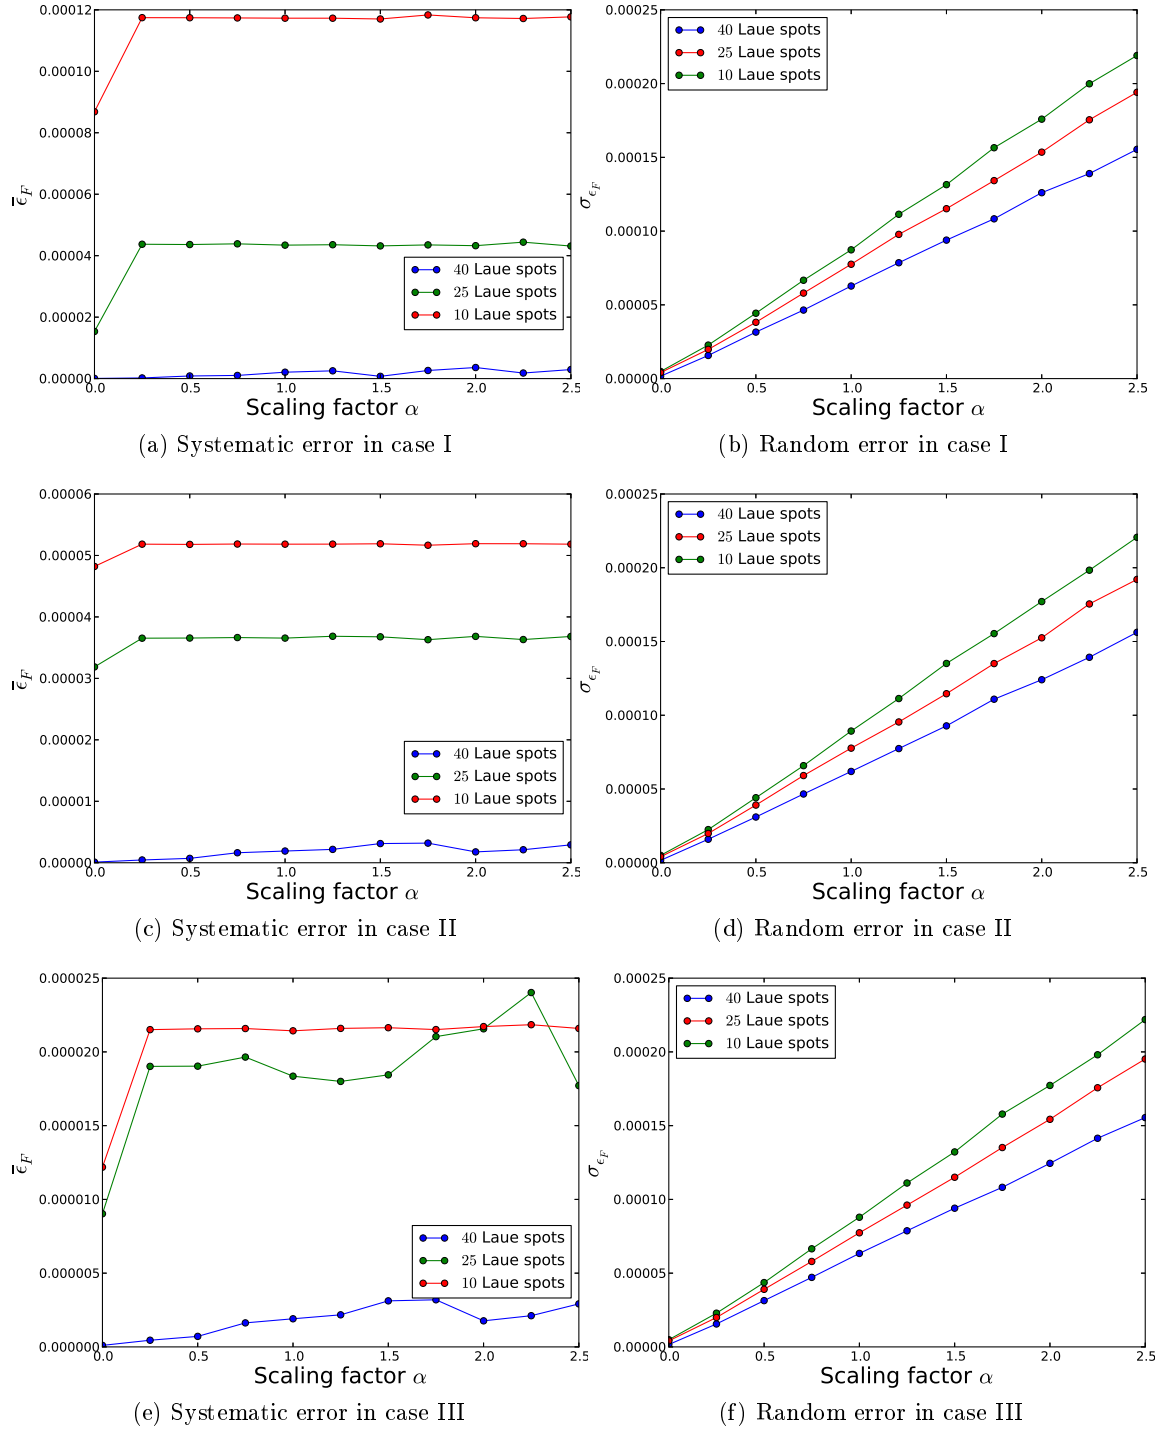 0.00012
0.00010
0.00008
0.00006
0.00004
0.00002
0.00000
ϵ̄_F
40 Laue spots
25 Laue spots
10 Laue spots
0.0 0.5 1.0 1.5 2.0 2.5
Scaling factor α
(a) Systematic error in case I
0.00025
0.00020
0.00015
0.00010
0.00005
0.00000
σ_ϵ_F
40 Laue spots
25 Laue spots
10 Laue spots
0.0 0.5 1.0 1.5 2.0 2.5
Scaling factor α
(b) Random error in case I
0.00006
0.00005
0.00004
0.00003
0.00002
0.00001
0.00000
ϵ̄_F
40 Laue spots
25 Laue spots
10 Laue spots
0.0 0.5 1.0 1.5 2.0 2.5
Scaling factor α
(c) Systematic error in case II
0.00025
0.00020
0.00015
0.00010
0.00005
0.00000
σ_ϵ_F
40 Laue spots
25 Laue spots
10 Laue spots
0.0 0.5 1.0 1.5 2.0 2.5
Scaling factor α
(d) Random error in case II
0.000025
0.000020
0.000015
0.000010
0.000005
0.000000
ϵ̄_F
40 Laue spots
25 Laue spots
10 Laue spots
0.0 0.5 1.0 1.5 2.0 2.5
Scaling factor α
(e) Systematic error in case III
0.00025
0.00020
0.00015
0.00010
0.00005
0.00000
σ_ϵ_F
40 Laue spots
25 Laue spots
10 Laue spots
0.0 0.5 1.0 1.5 2.0 2.5
Scaling factor α
(f) Random error in case III